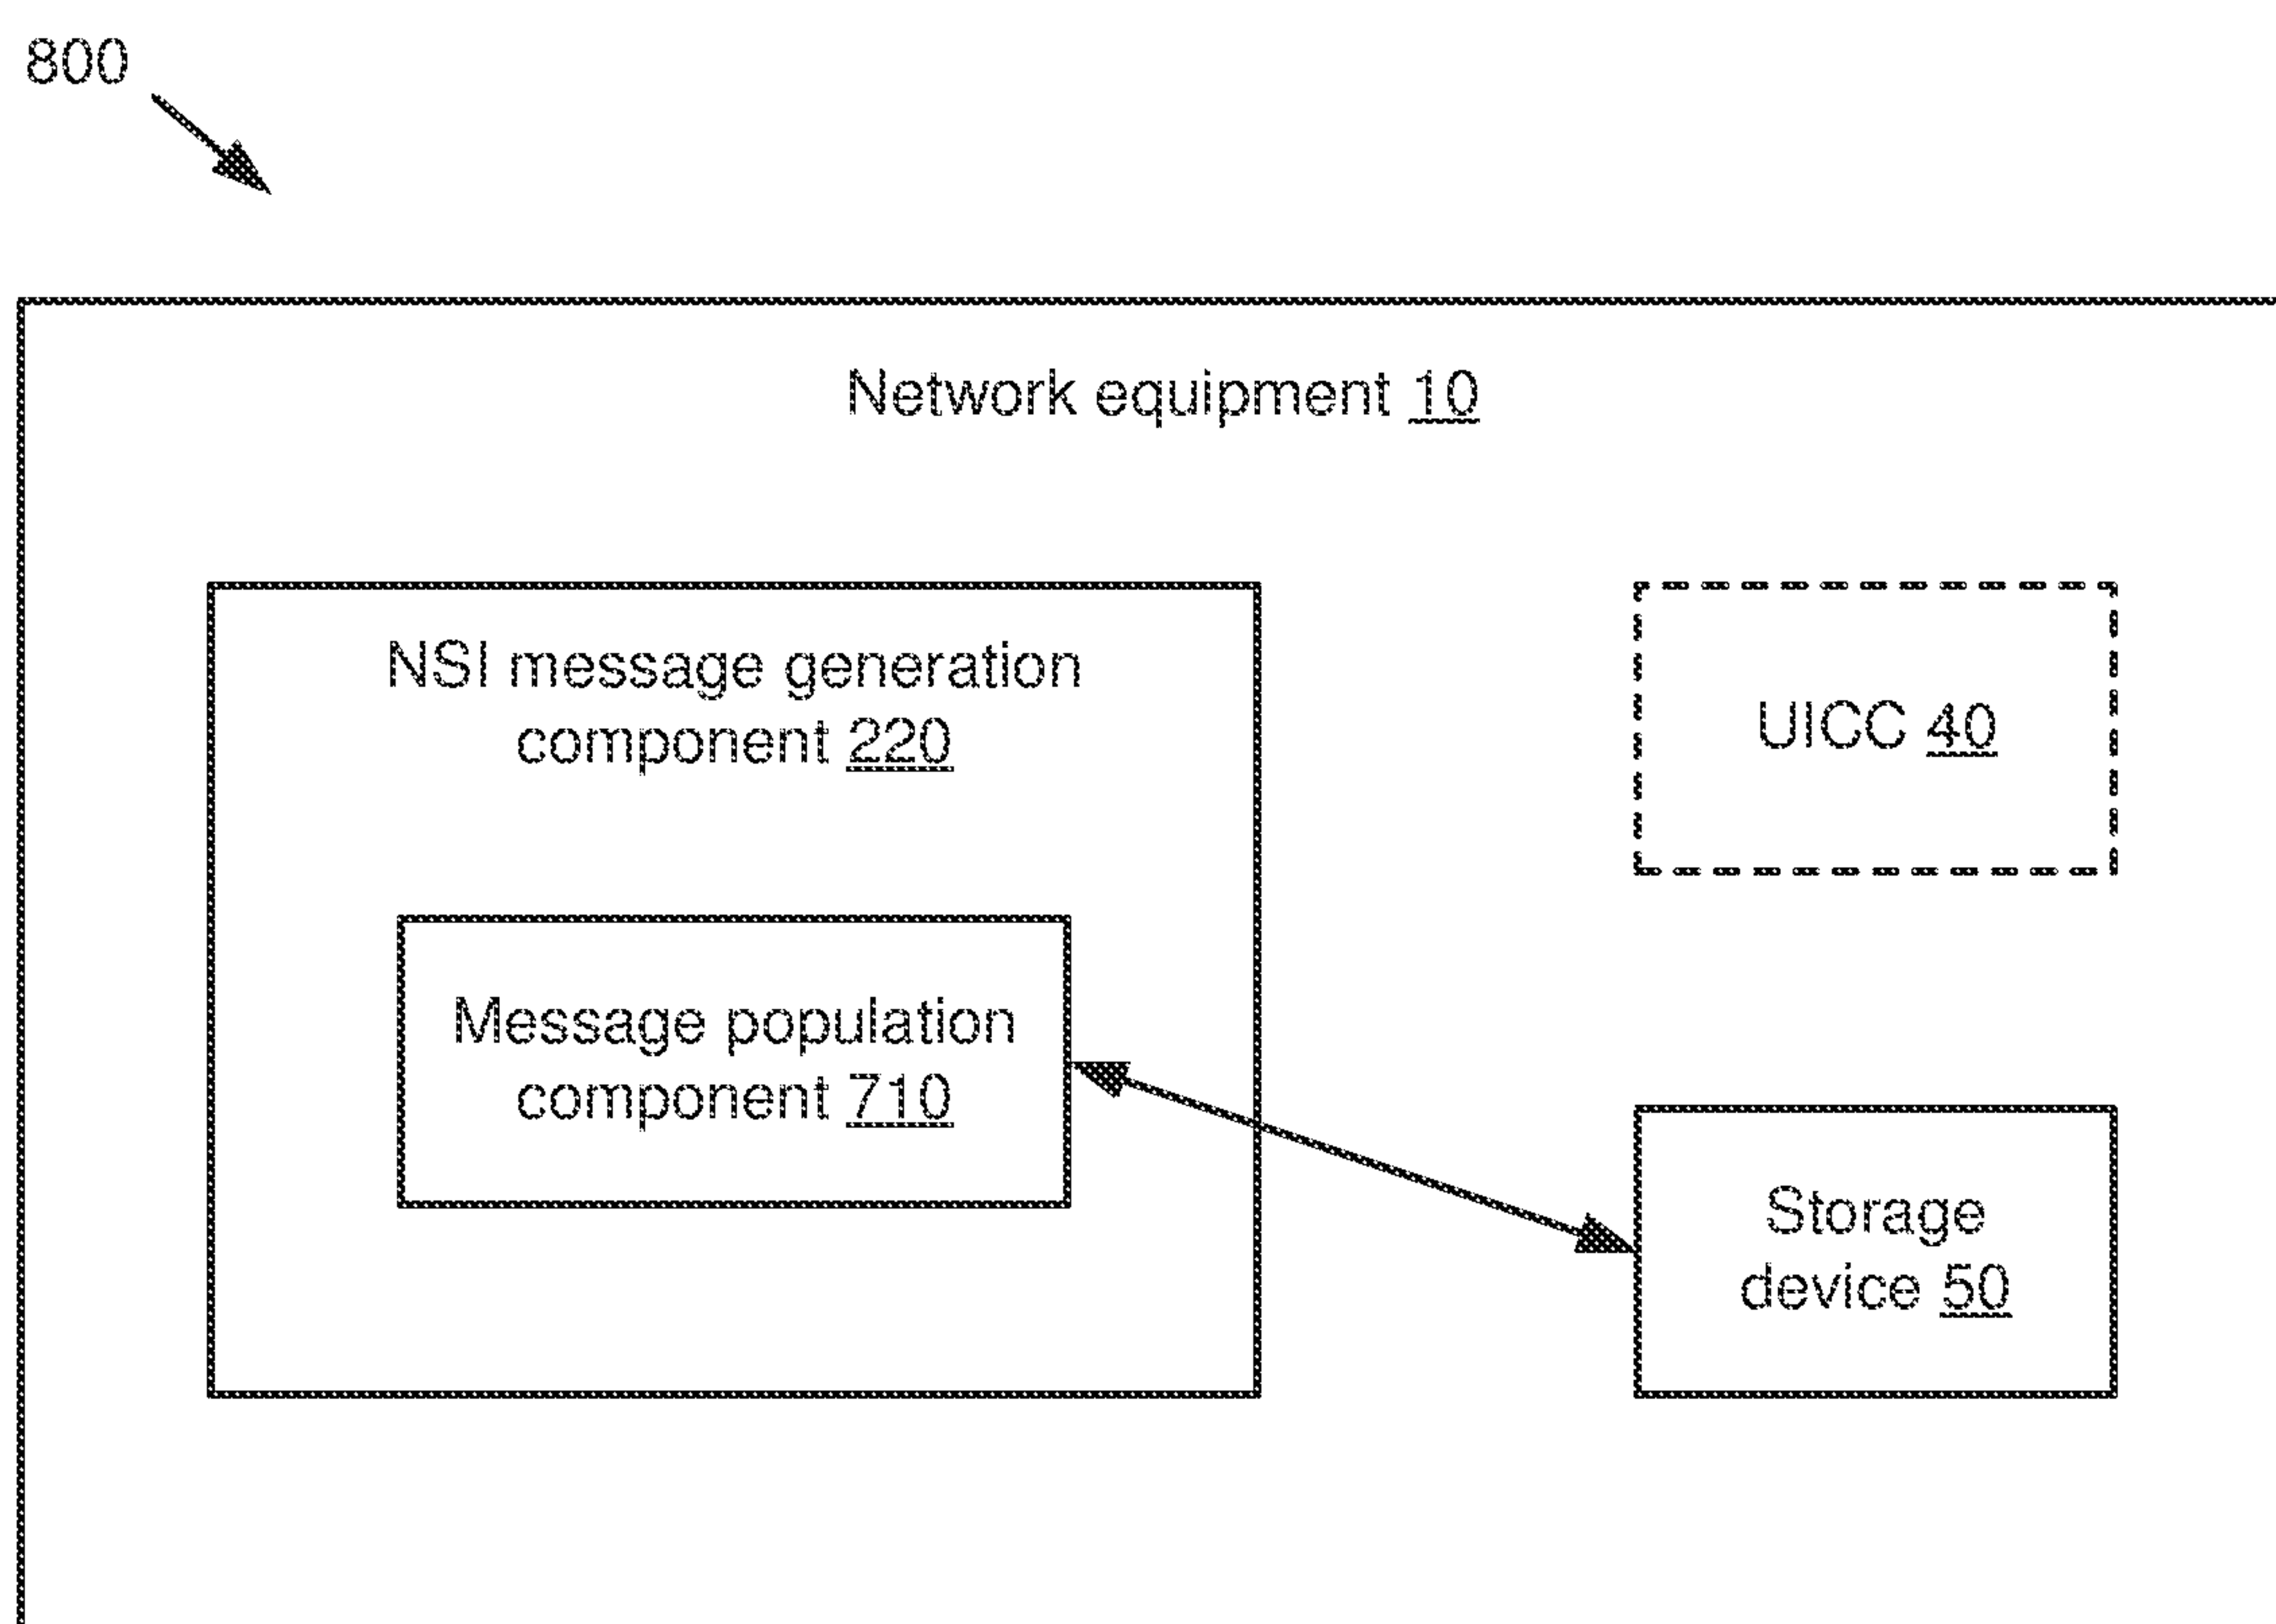 800
Network equipment 10
NSI message generation
component 220
UICC 40
Message population
component 710
Storage
device 50